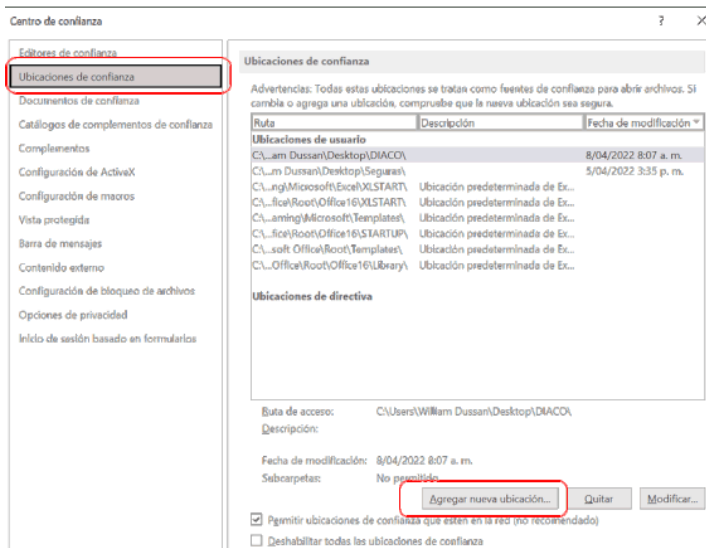 Centro de confianza ? X
Editores de confianza
Ubicaciones de confianza
Documentos de confianza
Catálogos de complementos de confianza
Complementos
Configuración de ActiveX
Configuración de macros
Vista protegida
Barra de mensajes
Contenido externo
Configuración de bloqueo de archivos
Opciones de privacidad
Inicio de sesión basado en formularios
Ubicaciones de confianza
Advertencias: Todas estas ubicaciones se tratan como fuentes de confianza para abrir archivos. Si
cambia o agrega una ubicación, compruebe que la nueva ubicación sea segura.
Ruta Descripción Fecha de modificación
Ubicaciones de usuario
C:\...am Dussan\Desktop\DIACO\ 8/04/2022 8:07 a. m.
C:\...m Dussan\Desktop\Seguras\ 5/04/2022 3:35 p. m.
C:\...ng\Microsoft\Excel\XLSTART\ Ubicación predeterminada de Ex...
C:\...fice\Root\Office16\XLSTART\ Ubicación predeterminada de Ex...
C:\...aming\Microsoft\Templates\ Ubicación predeterminada de Ex...
C:\...fice\Root\Office16\STARTUP\ Ubicación predeterminada de Ex...
C:\...soft Office\Root\Templates\ Ubicación predeterminada de Ex...
C:\...Office\Root\Office16\Library\ Ubicación predeterminada de Ex...
Ubicaciones de directiva
Ruta de acceso: C:\Users\William Dussan\Desktop\DIACO\
Descripción:
Fecha de modificación: 8/04/2022 8:07 a. m.
Subcarpetas: No permitido
Agregar nueva ubicación... Quitar Modificar...
Permitir ubicaciones de confianza que estén en la red (no recomendado)
Deshabilitar todas las ubicaciones de confianza